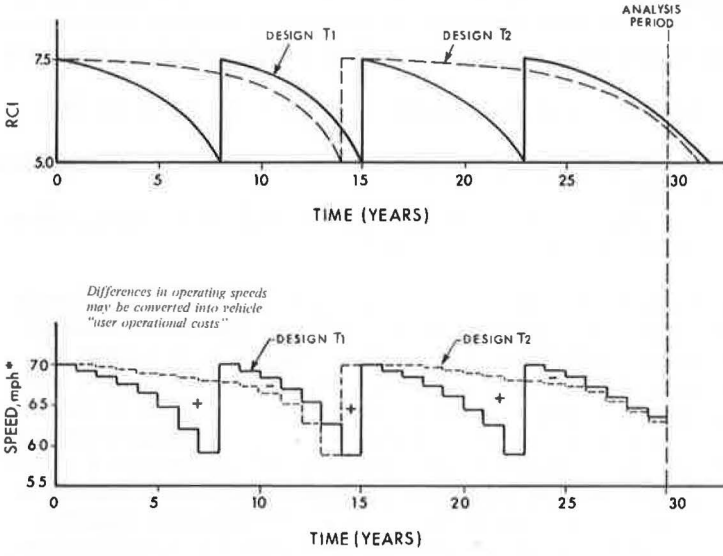 ANALYSIS
PERIOD
DESIGN T1
DESIGN T2
7.5
RCI
5.0
0 5 10 15 20 25 30
TIME (YEARS)
Differences in operating speeds
may be converted into vehicle
"user operational costs"
DESIGN T1
DESIGN T2
70
65
60
55
SPEED, mph*
+ - + + -
0 5 10 15 20 25 30
TIME (YEARS)